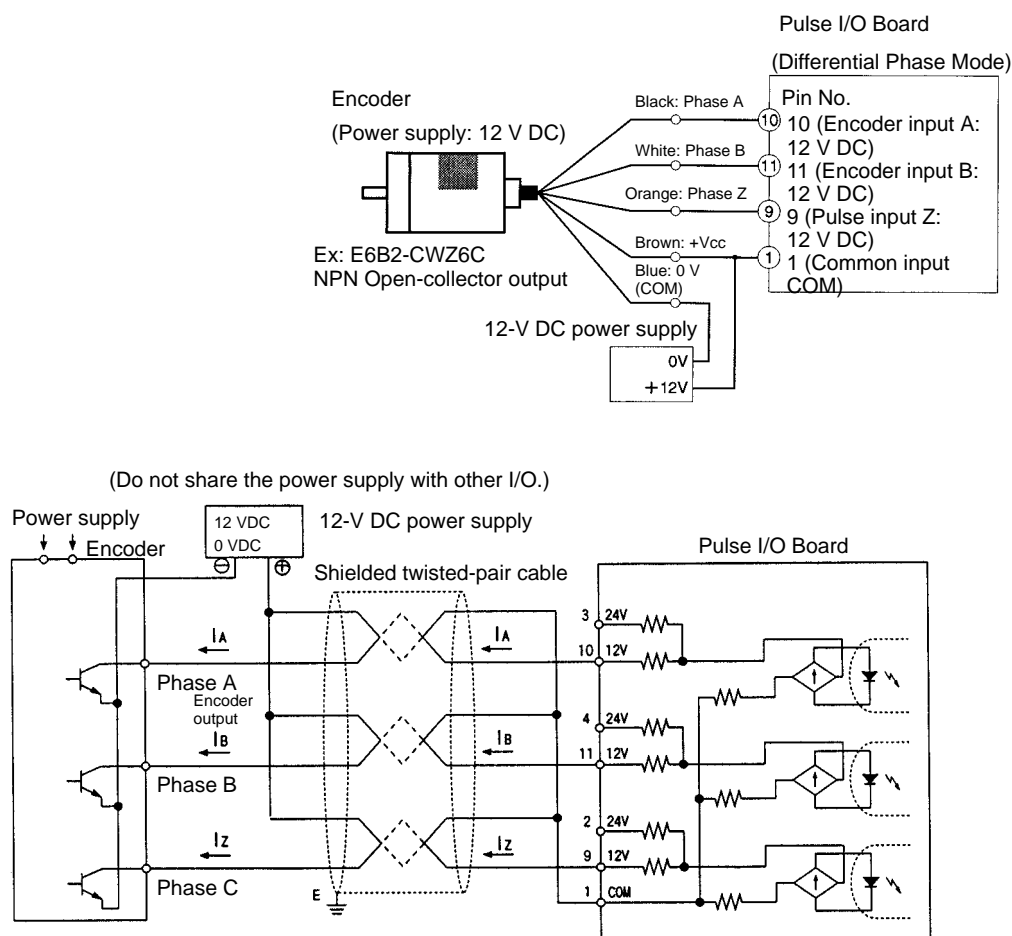 Pulse I/O Board
(Differential Phase Mode)
Encoder
(Power supply: 12 V DC)
Black: Phase A
White: Phase B
Orange: Phase Z
Brown: +Vcc
Blue: 0 V
(COM)
Pin No.
10
10 (Encoder input A:
12 V DC)
11
11 (Encoder input B:
12 V DC)
9
9 (Pulse input Z:
12 V DC)
1
1 (Common input
COM)
Ex: E6B2-CWZ6C
NPN Open-collector output
12-V DC power supply
0V
+12V
(Do not share the power supply with other I/O.)
Power supply
Encoder
12 VDC
0 VDC
12-V DC power supply
Shielded twisted-pair cable
Pulse I/O Board
IA
IA
Phase A
Encoder
output
IB
IB
Phase B
IZ
IZ
Phase C
E
3 24V
10 12V
4 24V
11 12V
2 24V
9 12V
1 COM